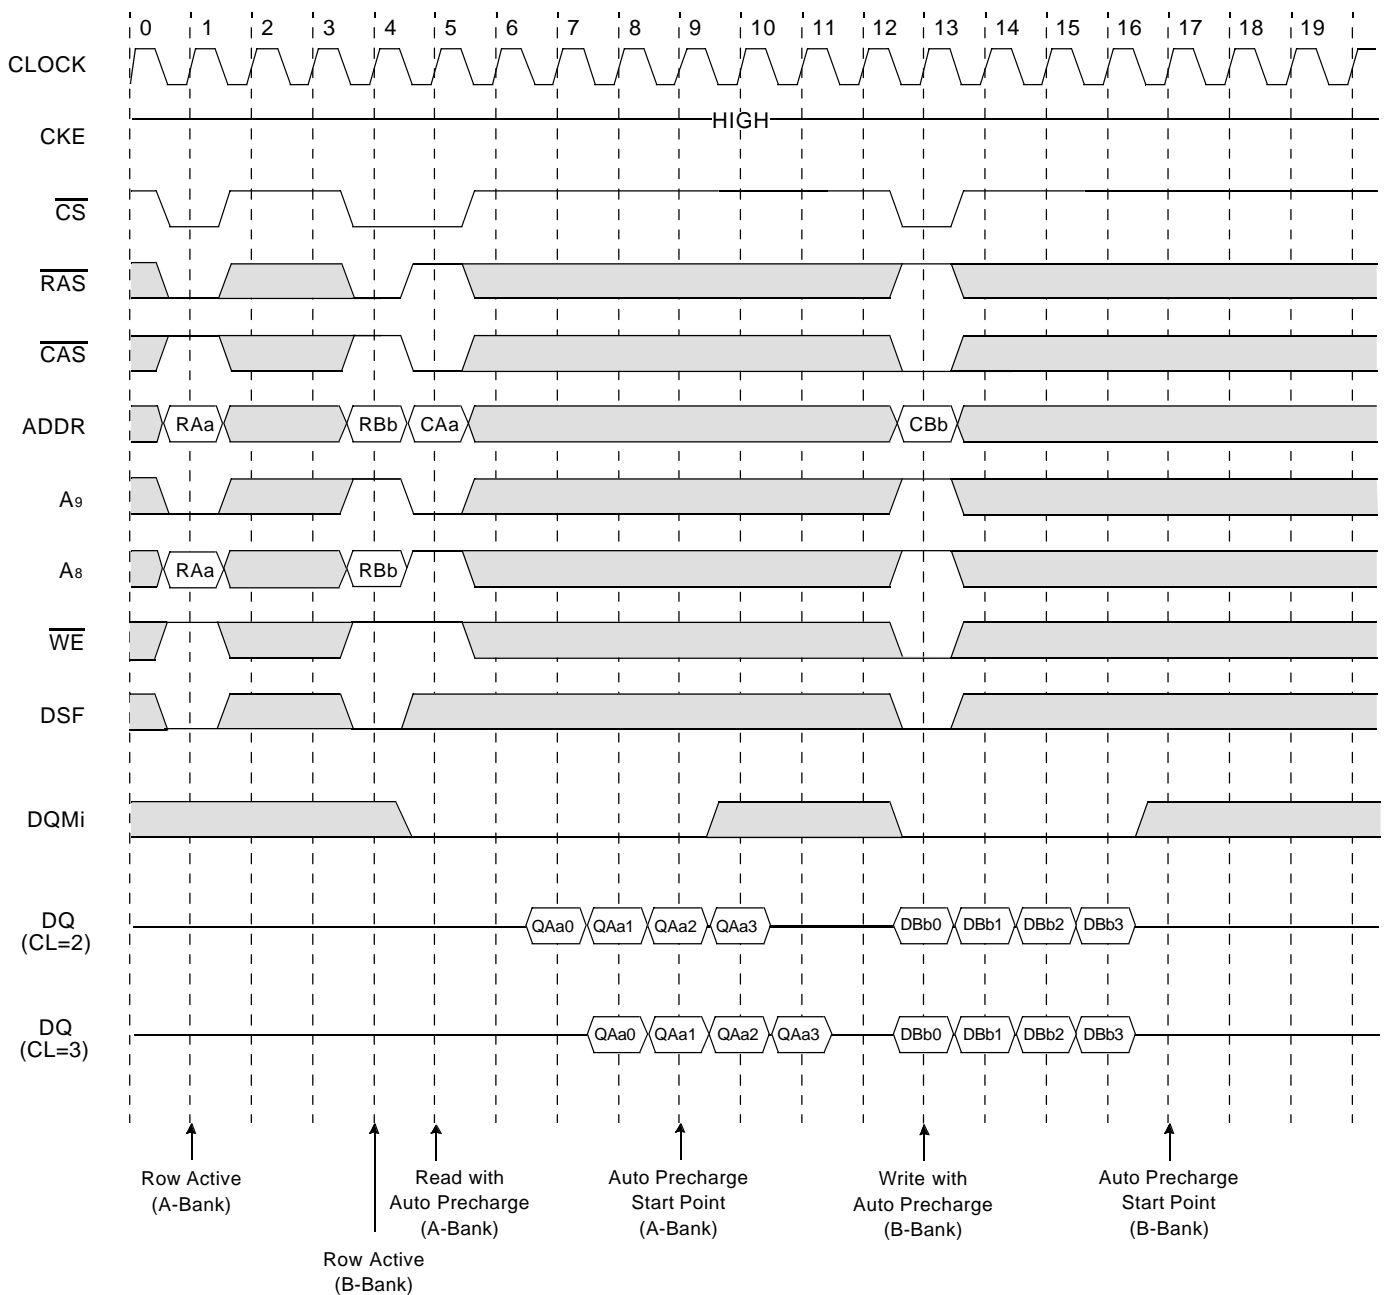 0 1 2 3 4 5 6 7 8 9 10 11 12 13 14 15 16 17 18 19
CLOCK
HIGH
CKE
CS
RAS
CAS
ADDR RAa RBb CAa CBb
A9
A8 RAa RBb
WE
DSF
DQMi
DQ
(CL=2)
QAa0 QAa1 QAa2 QAa3 DBb0 DBb1 DBb2 DBb3
DQ
(CL=3)
QAa0 QAa1 QAa2 QAa3 DBb0 DBb1 DBb2 DBb3
Row Active
(A-Bank)
Row Active
(B-Bank)
Read with
Auto Precharge
(A-Bank)
Auto Precharge
Start Point
(A-Bank)
Write with
Auto Precharge
(B-Bank)
Auto Precharge
Start Point
(B-Bank)